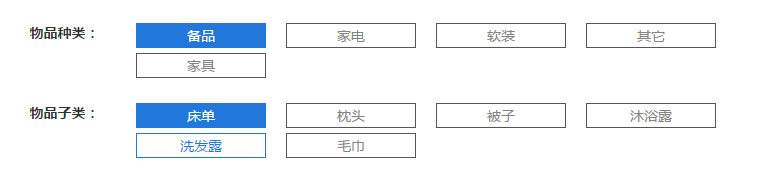 物品种类： 备品 家电 软装 其它
家具
物品子类： 床单 枕头 被子 沐浴露
洗发露 毛巾